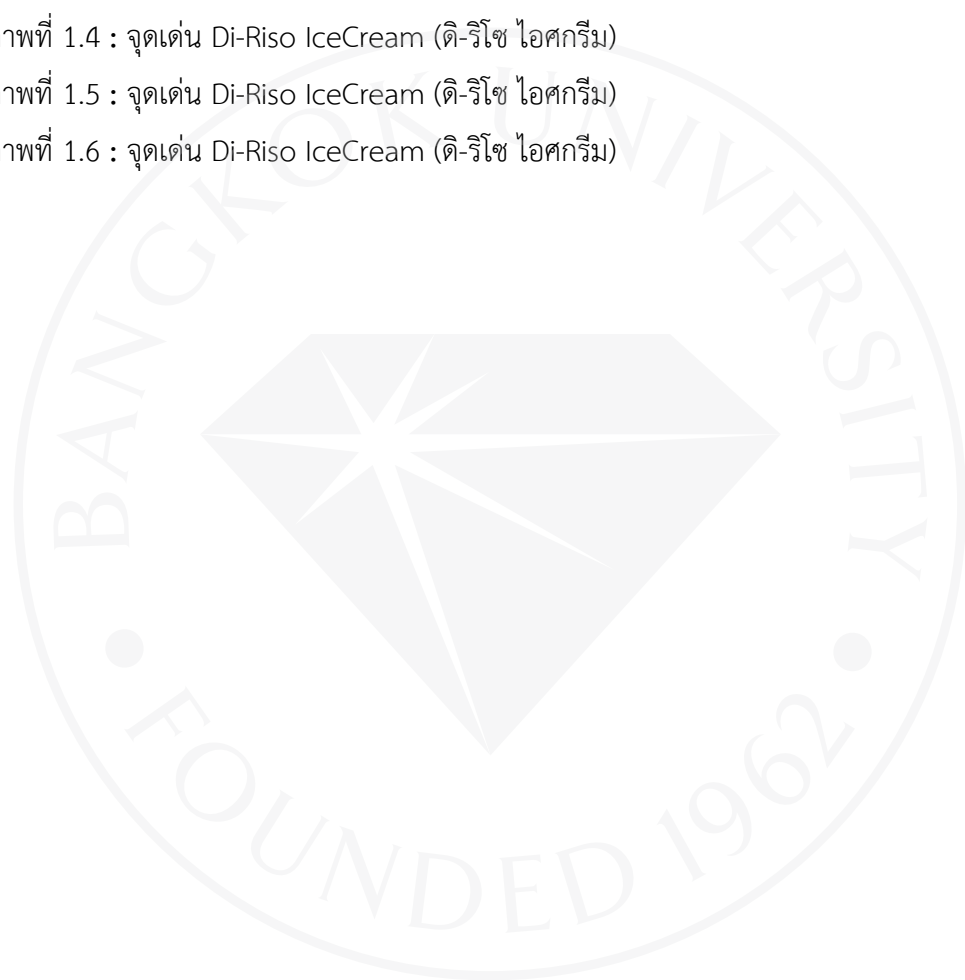 าพที่ 1.4 : จุดเด่น Di-Riso IceCream (ดิ-ริโซ ไอศกรีม)
าพที่ 1.5 : จุดเด่น Di-Riso IceCream (ดิ-ริโซ ไอศกรีม)
าพที่ 1.6 : จุดเด่น Di-Riso IceCream (ดิ-ริโซ ไอศกรีม)
BANGKOK UNIVERSITY
FOUNDED 1962